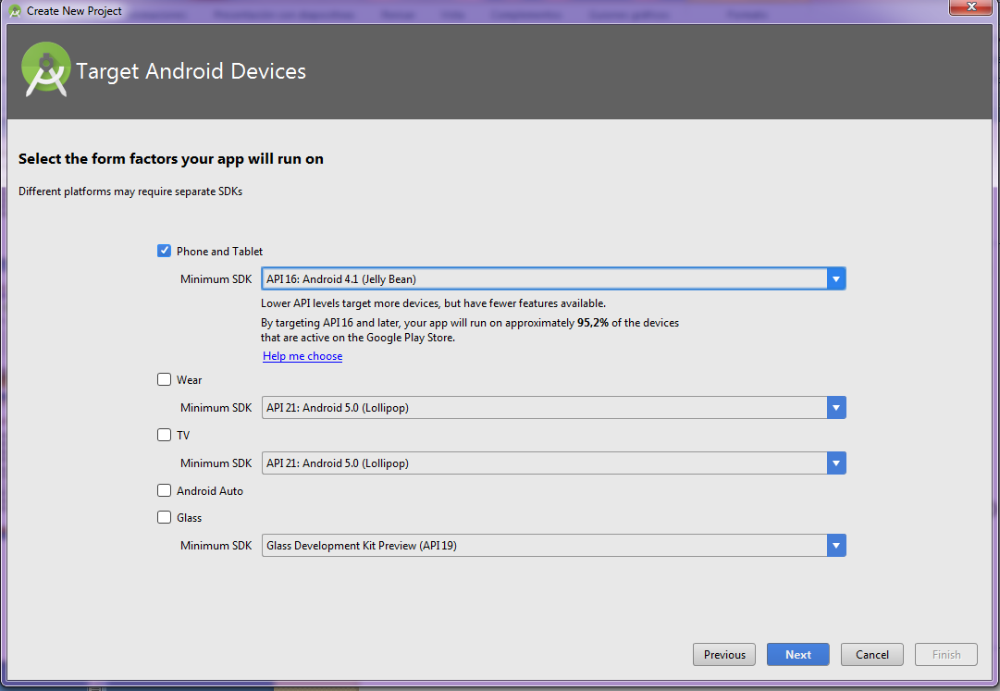 Create New Project
Target Android Devices
Select the form factors your app will run on
Different platforms may require separate SDKs
Phone and Tablet
Minimum SDK API 16: Android 4.1 (Jelly Bean)
Lower API levels target more devices, but have fewer features available.
By targeting API 16 and later, your app will run on approximately 95,2% of the devices
that are active on the Google Play Store.
Help me choose
Wear
Minimum SDK API 21: Android 5.0 (Lollipop)
TV
Minimum SDK API 21: Android 5.0 (Lollipop)
Android Auto
Glass
Minimum SDK Glass Development Kit Preview (API 19)
Previous Next Cancel Finish